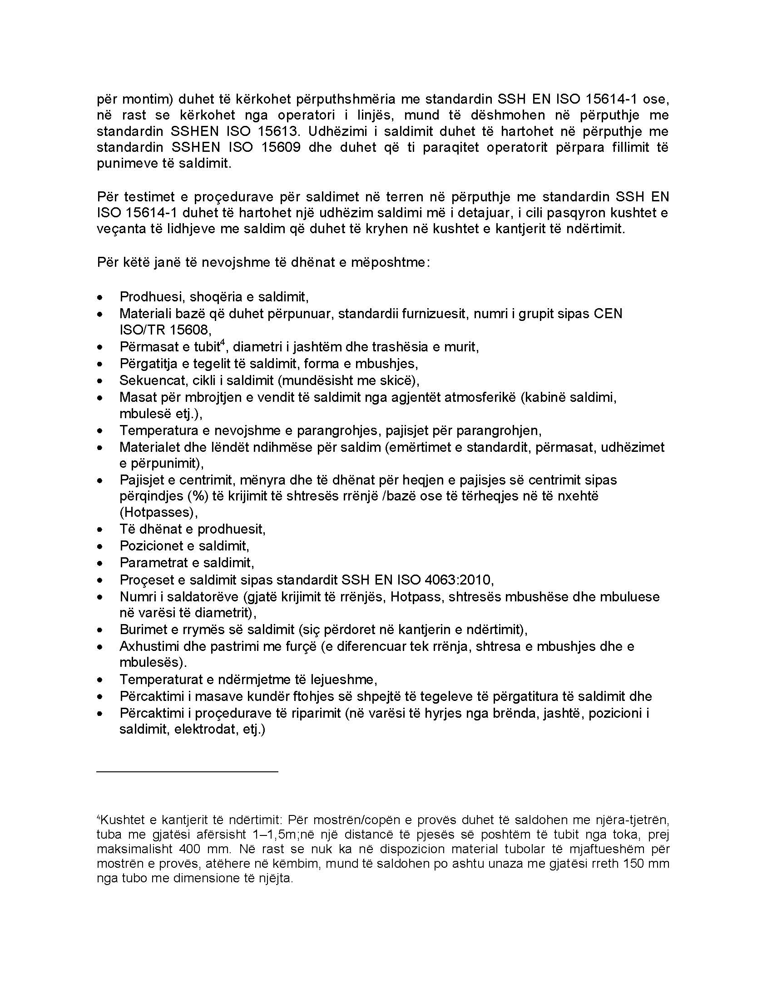 për montim) duhet të kërkohet përputhshmëria me standardin SSH EN ISO 15614-1 ose,
në rast se kërkohet nga operatori i linjës, mund të dëshmohen në përputhje me
standardin SSHEN ISO 15613. Udhëzimi i saldimit duhet të hartohet në përputhje me
standardin SSHEN ISO 15609 dhe duhet që ti paraqitet operatorit përpara fillimit të
punimeve të saldimit.
Për testimet e proçedurave për saldimet në terren në përputhje me standardin SSH EN
ISO 15614-1 duhet të hartohet një udhëzim saldimi më i detajuar, i cili pasqyron kushtet e
veçanta të lidhjeve me saldim që duhet të kryhen në kushtet e kantjerit të ndërtimit.
Për këtë janë të nevojshme të dhënat e mëposhtme:
• Prodhuesi, shoqëria e saldimit,
• Materiali bazë që duhet përpunuar, standardii furnizuesit, numri i grupit sipas CEN
ISO/TR 15608,
• Përmasat e tubit⁴, diametri i jashtëm dhe trashësia e murit,
• Përgatitja e tegelit të saldimit, forma e mbushjes,
• Sekuencat, cikli i saldimit (mundësisht me skicë),
• Masat për mbrojtjen e vendit të saldimit nga agjentët atmosferikë (kabinë saldimi,
mbulesë etj.),
• Temperatura e nevojshme e parangrohjes, pajisjet për parangrohjen,
• Materialet dhe lëndët ndihmëse për saldim (emërtimet e standardit, përmasat, udhëzimet
e përpunimit),
• Pajisjet e centrimit, mënyra dhe të dhënat për heqjen e pajisjes së centrimit sipas
përqindjes (%) të krijimit të shtresës rrënjë /bazë ose të tërheqjes në të nxehtë
(Hotpasses),
• Të dhënat e prodhuesit,
• Pozicionet e saldimit,
• Parametrat e saldimit,
• Proçeset e saldimit sipas standardit SSH EN ISO 4063:2010,
• Numri i saldatorëve (gjatë krijimit të rrënjës, Hotpass, shtresës mbushëse dhe mbuluese
në varësi të diametrit),
• Burimet e rrymës së saldimit (siç përdoret në kantjerin e ndërtimit),
• Axhustimi dhe pastrimi me furçë (e diferencuar tek rrënja, shtresa e mbushjes dhe e
mbulesës).
• Temperaturat e ndërmjetme të lejueshme,
• Përcaktimi i masave kundër ftohjes së shpejtë të tegeleve të përgatitura të saldimit dhe
• Përcaktimi i proçedurave të riparimit (në varësi të hyrjes nga brënda, jashtë, pozicioni i
saldimit, elektrodat, etj.)
⁴Kushtet e kantjerit të ndërtimit: Për mostrën/copën e provës duhet të saldohen me njëra-tjetrën,
tuba me gjatësi afërsisht 1–1,5m;në një distancë të pjesës së poshtëm të tubit nga toka, prej
maksimalisht 400 mm. Në rast se nuk ka në dispozicion material tubolar të mjaftueshëm për
mostrën e provës, atëhere në këmbim, mund të saldohen po ashtu unaza me gjatësi rreth 150 mm
nga tubo me dimensione të njëjta.